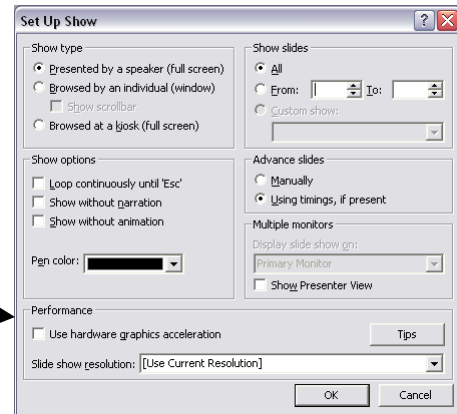 Set Up Show
Show type
Presented by a speaker (full screen)
Browsed by an individual (window)
Show scrollbar
Browsed at a kiosk (full screen)
Show slides
All
From: To:
Custom show:
Show options
Loop continuously until 'Esc'
Show without narration
Show without animation
Pen color:
Advance slides
Manually
Using timings, if present
Multiple monitors
Display slide show on:
Primary Monitor
Show Presenter View
Performance
Use hardware graphics acceleration
Tips
Slide show resolution: [Use Current Resolution]
OK Cancel